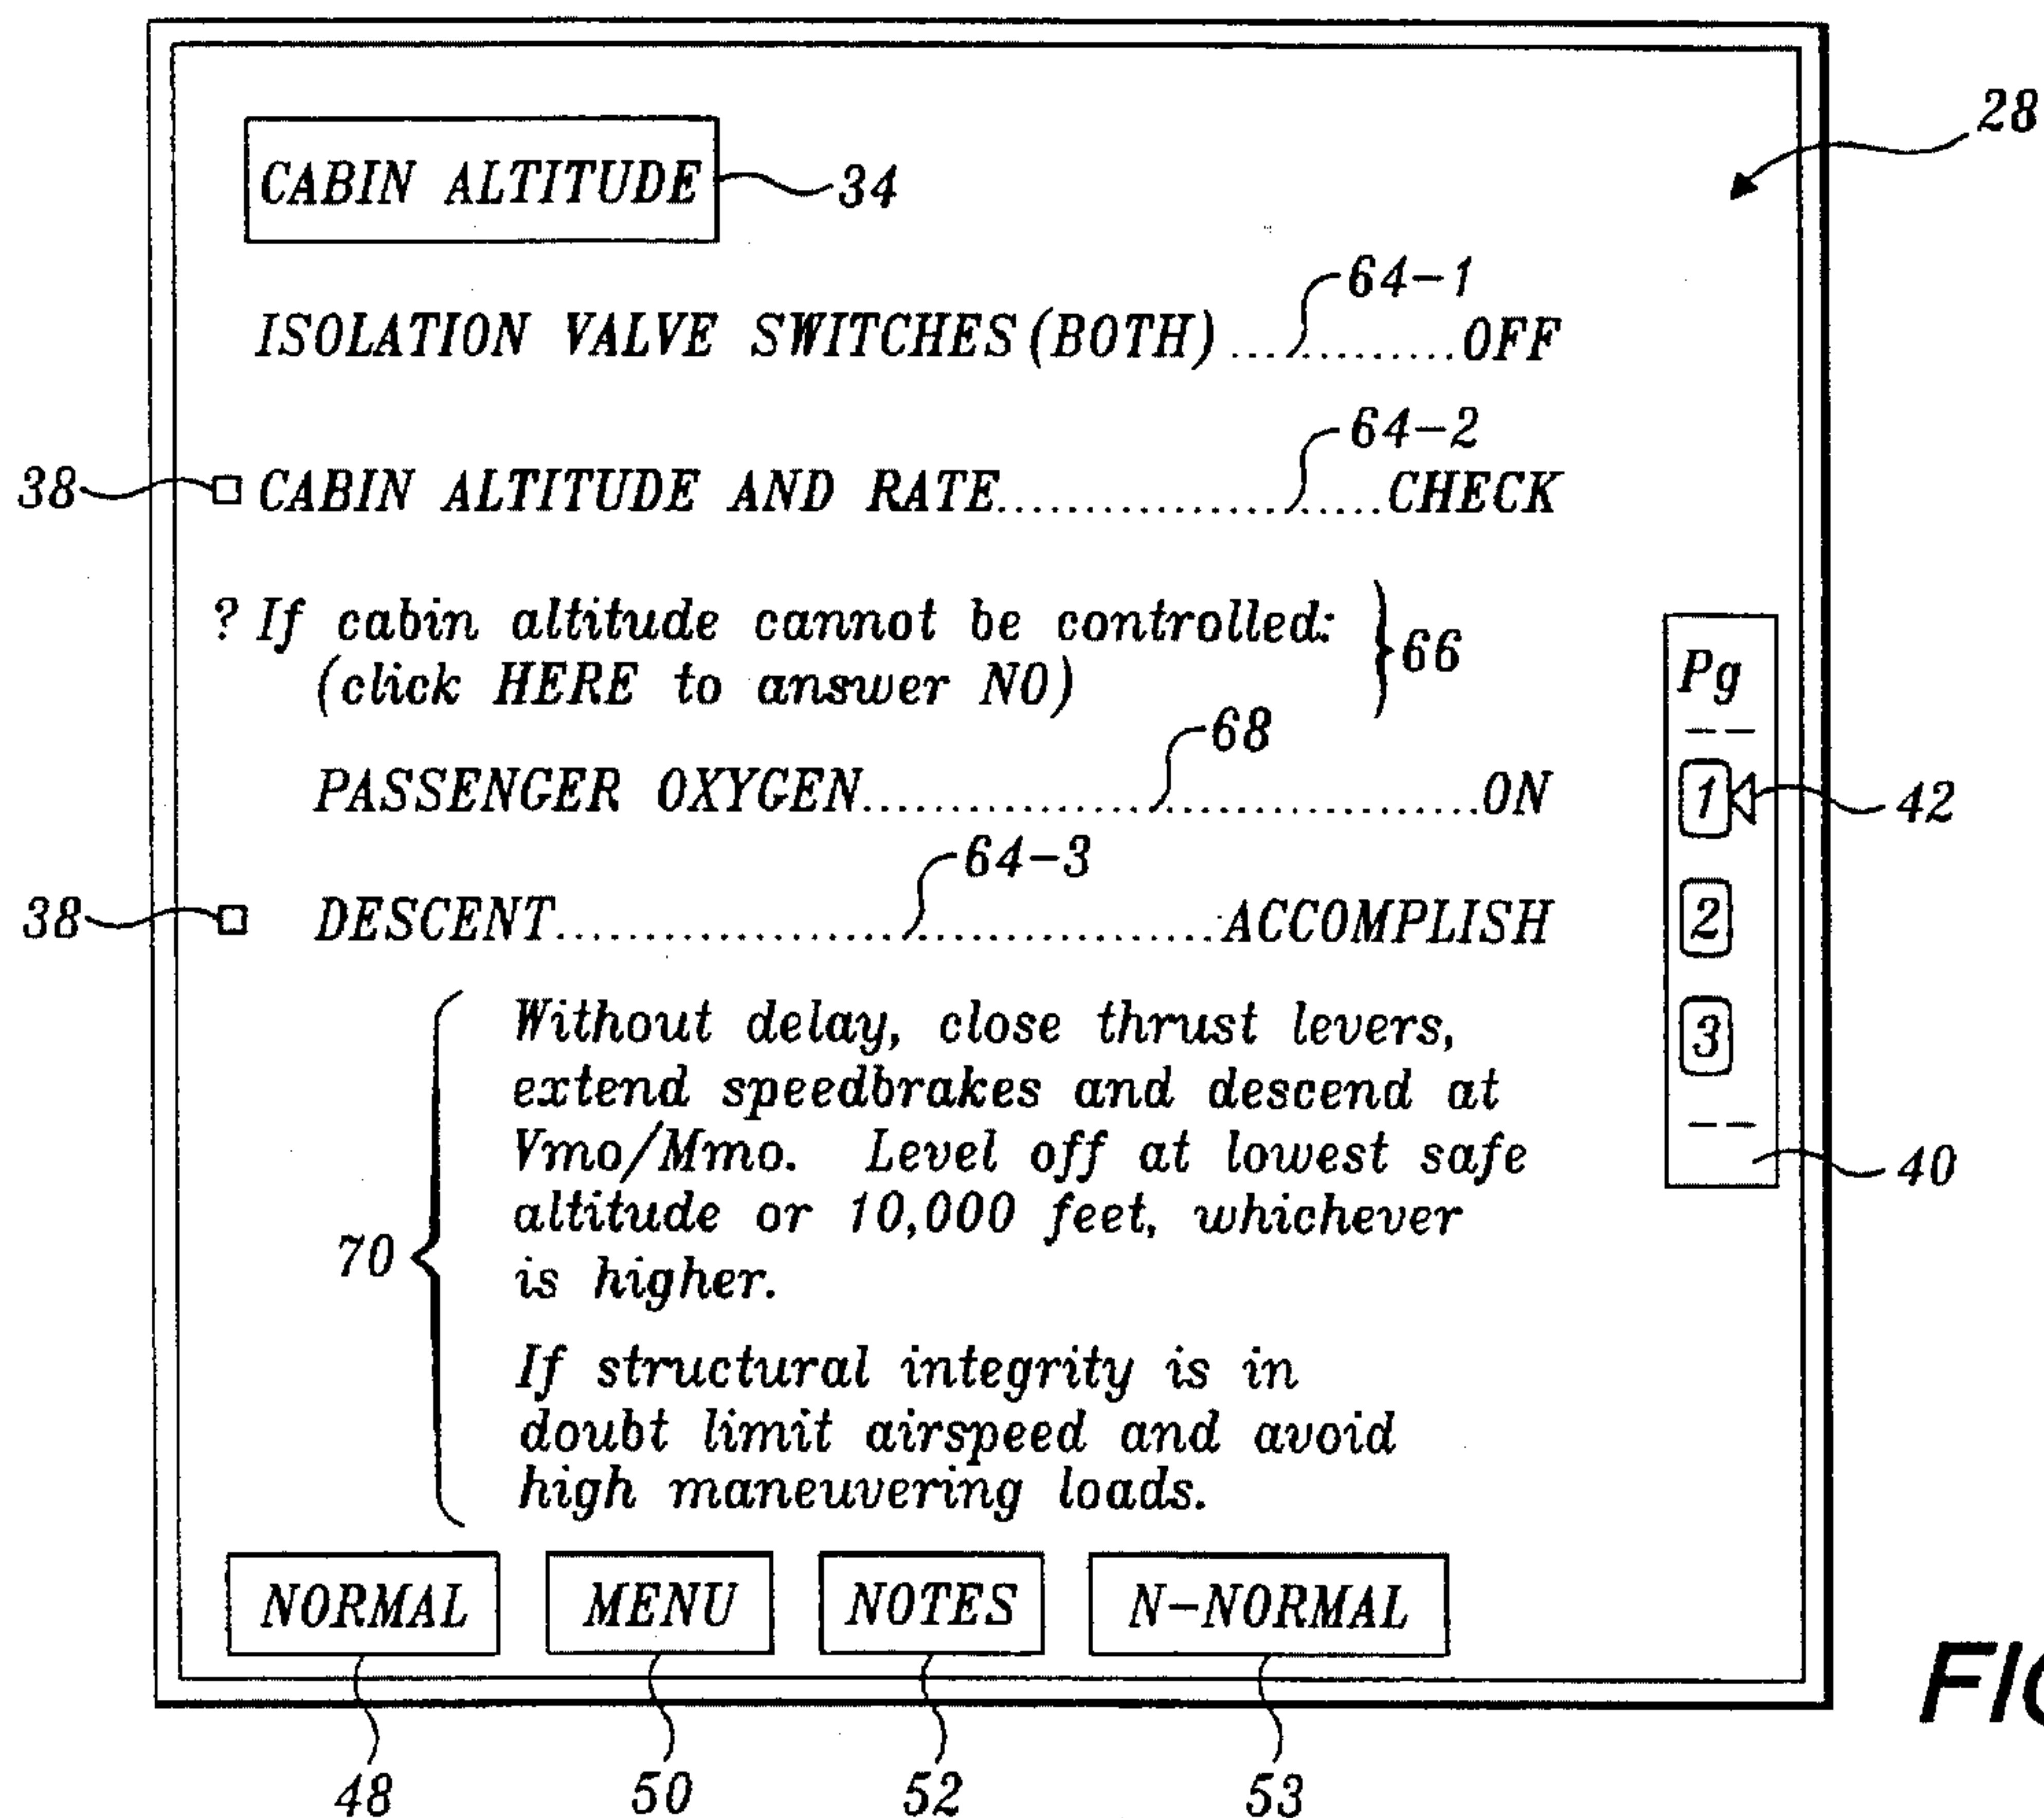 28
CABIN ALTITUDE 34
64-1
ISOLATION VALVE SWITCHES (BOTH).............OFF
64-2
38 CABIN ALTITUDE AND RATE......................CHECK
? If cabin altitude cannot be controlled:
(click HERE to answer NO)
66
Pg
68
PASSENGER OXYGEN...................................ON
1 42
64-3
38 DESCENT......................................ACCOMPLISH
2
Without delay, close thrust levers,
3
extend speedbrakes and descend at
Vmo/Mmo. Level off at lowest safe
40
altitude or 10,000 feet, whichever
70
is higher.
If structural integrity is in
doubt limit airspeed and avoid
high maneuvering loads.
NORMAL MENU NOTES N-NORMAL
48 50 52 53